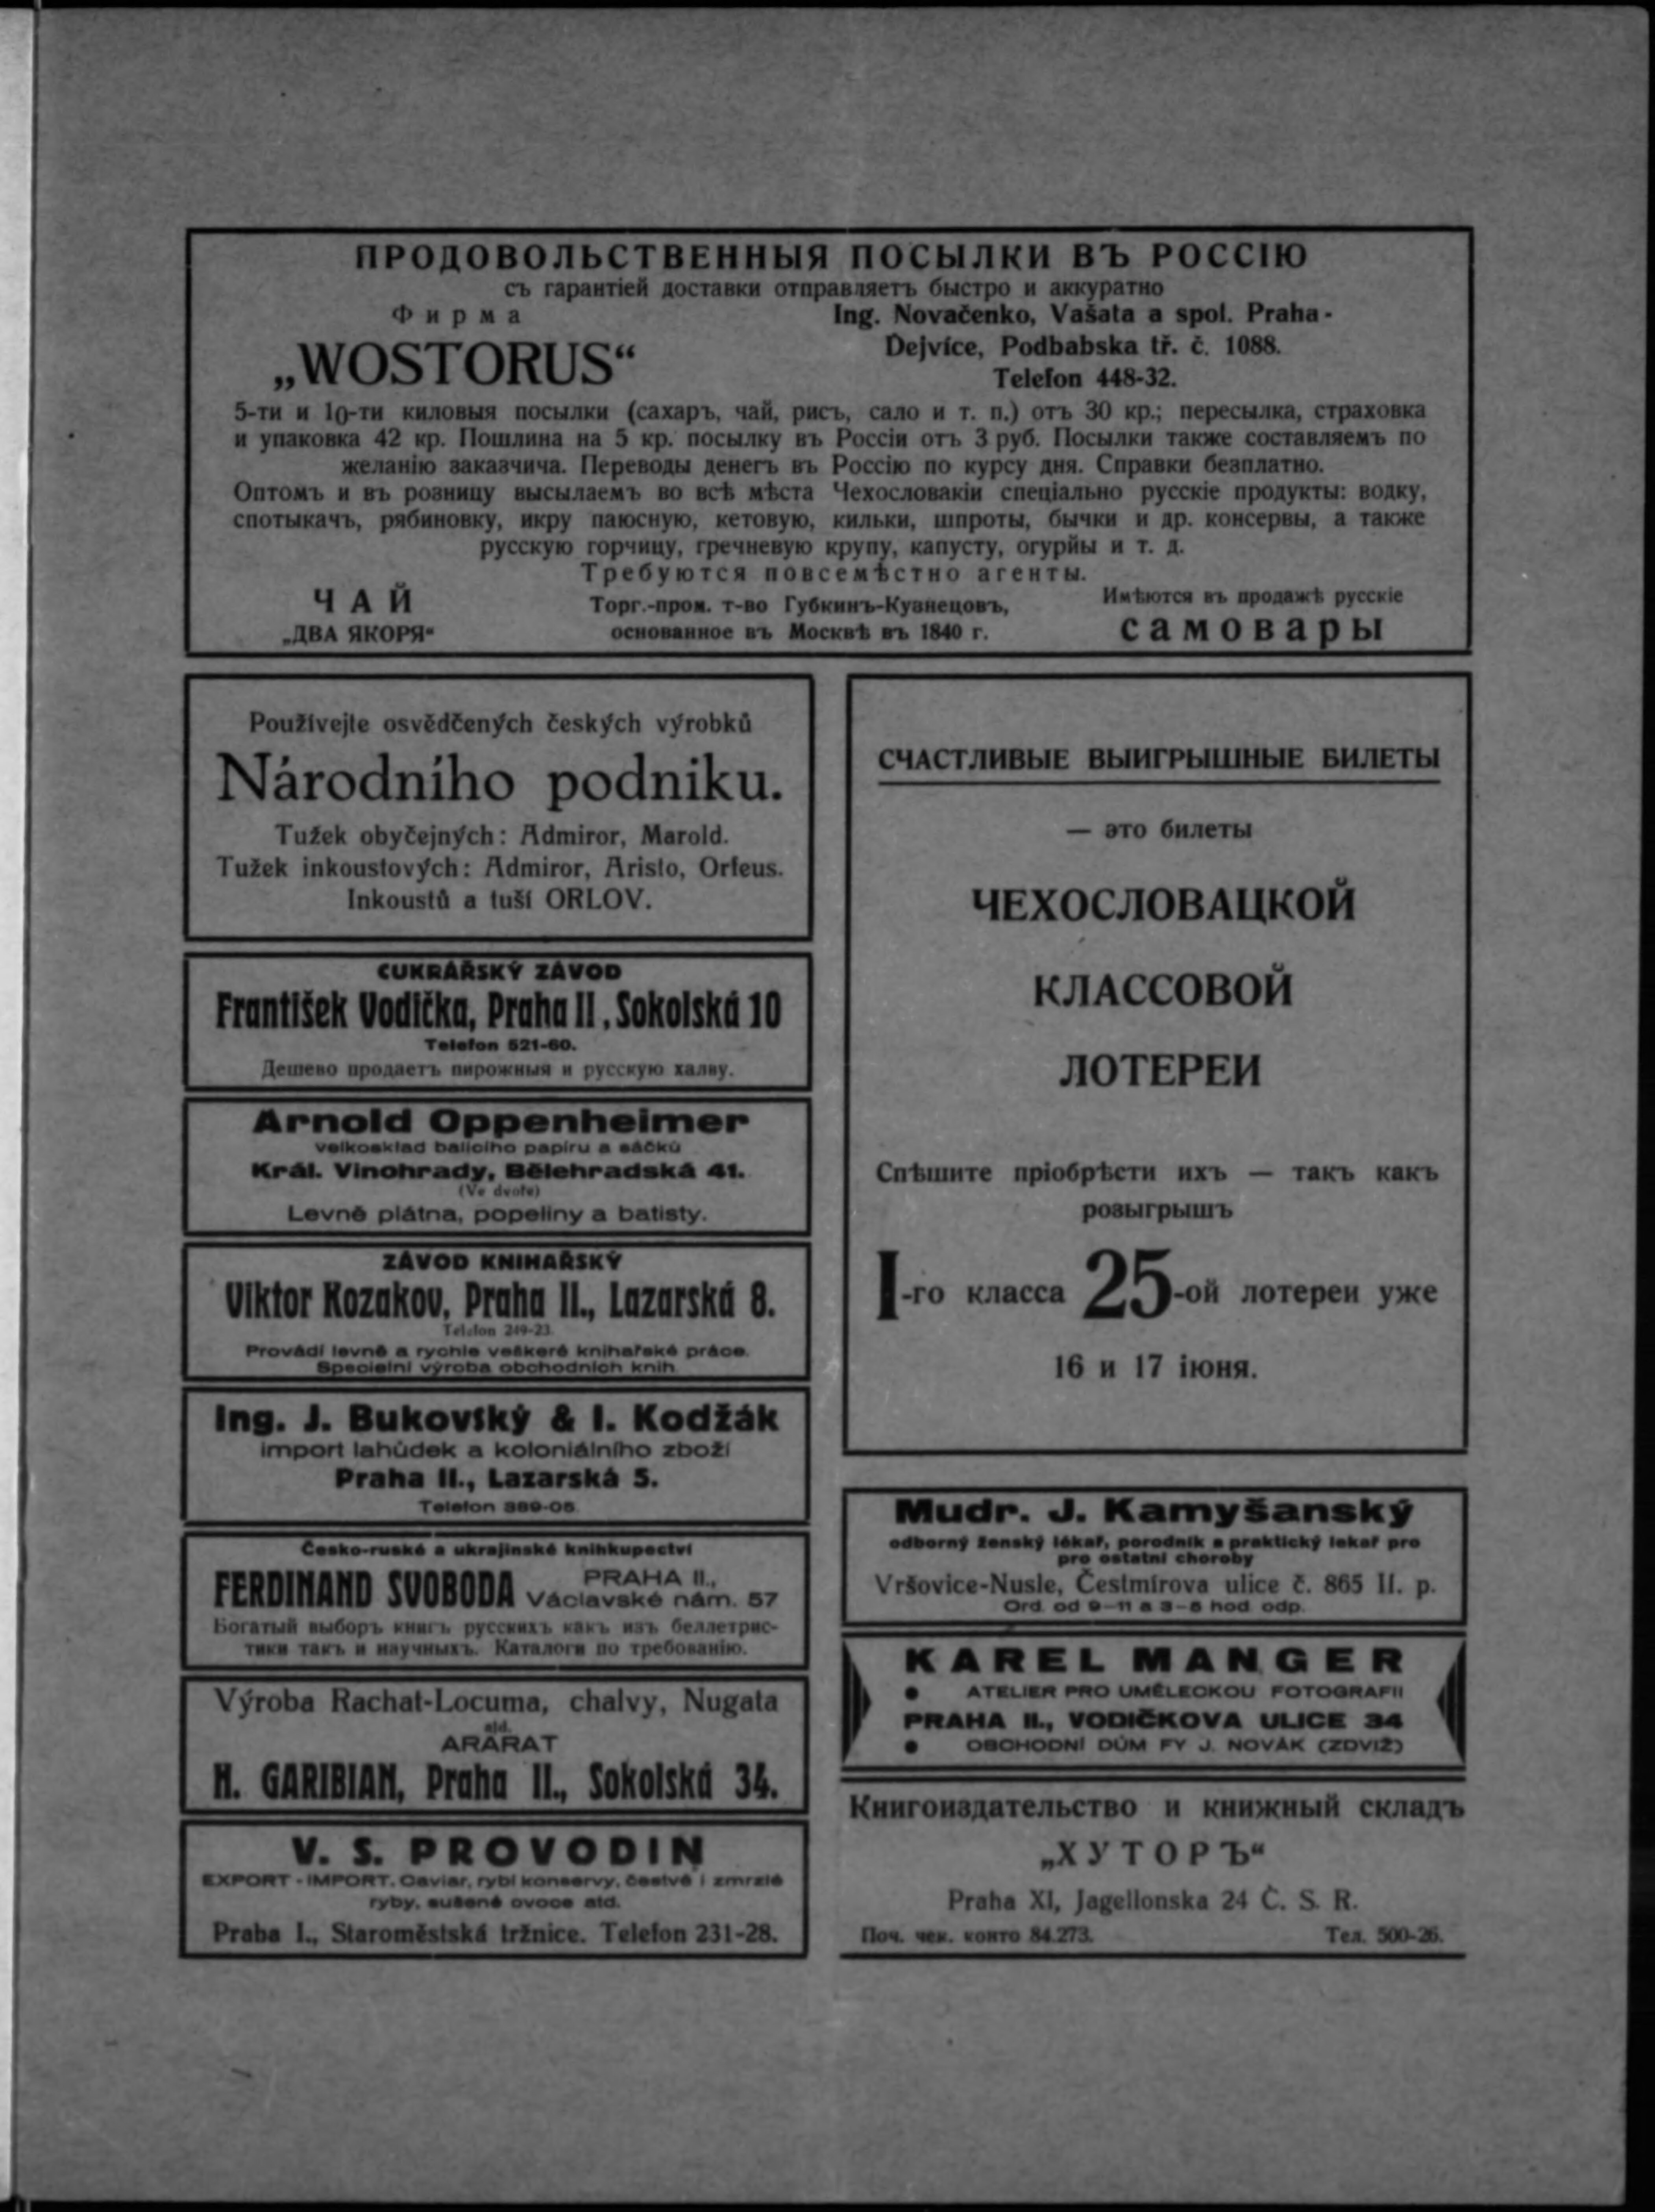 ПРОДОВОЛЬСТВЕННЫЯ ПОСЫЛКИ ВЪ РОССІЮ
съ гарантіей доставки отправляетъ быстро и аккуратно
Фирма
„WOSTORUS“
Ing. Novačenko, Vašata a spol. Praha-
Dejvíce, Podbabska tř. č. 1088.
Telefon 448-32.
5-ти и 10-ти киловыя посылки (сахаръ, чай, рисъ, сало и т. п.) отъ 30 кр.; пересылка, страховка
и упаковка 42 кр. Пошлина на 5 кр. посылку въ Россіи отъ 3 руб. Посылки также составляемъ по
желанію заказчича. Переводы денегъ въ Россію по курсу дня. Справки безплатно.
Оптомъ и въ розницу высылаемъ во всѣ мѣста Чехословакіи спеціально русскіе продукты: водку,
спотыкачъ, рябиновку, икру паюсную, кетовую, кильки, шпроты, бычки и др. консервы, а также
русскую горчицу, гречневую крупу, капусту, огурйы и т. д.
Требуются повсемѣстно агенты.
ЧАЙ
„ДВА ЯКОРЯ“
Торг.-пром. т-во Губкинъ-Кузнецовъ,
основанное въ Москвѣ въ 1840 г.
Имѣются въ продажѣ русскіе
самовары
Používejte osvědčených českých výrobků
Národního podniku.
Tužek obyčejných: Admiror, Marold.
Tužek inkoustových: Admiror, Aristo, Orfeus.
Inkoustů a tuší ORLOV.
CUKRÁŘSKÝ ZÁVOD
František Vodička, Praha II, Sokolská 10
Telefon 521-60.
Дешево продаетъ пирожныя и русскую халву.
Arnold Oppenheimer
velkosklad balicího papíru a sáčků
Král. Vinohrady, Bělehradská 41.
(Ve dvoře)
Levně plátna, popeliny a batisty.
ZÁVOD KNIHAŘSKÝ
Viktor Kozakov, Praha II., Lazarská 8.
Telefon 249-23.
Provádí levně a rychle veškeré knihařské práce.
Specielní výroba obchodních knih.
Ing. J. Bukovský & I. Kodžák
import lahůdek a koloniálního zboží
Praha II., Lazarská 5.
Telefon 389-05.
Česko-ruské a ukrajinské knihkupectví
FERDINAND SVOBODA PRAHA II.,
Václavské nám. 57
Богатый выборъ книгъ русскихъ какъ изъ беллетрис-
тики такъ и научныхъ. Каталоги по требованію.
Výroba Rachat-Locuma, chalvy, Nugata
atd.
ARARAT
H. GARIBIAN, Praha II., Sokolská 34.
V. S. PROVODIN
EXPORT - IMPORT. Caviar, rybí konservy, čestvé i zmrzlé
ryby, sušené ovoce atd.
Praha I., Staroměstská tržnice. Telefon 231-28.
СЧАСТЛИВЫЕ ВЫИГРЫШНЫЕ БИЛЕТЫ
— это билеты
ЧЕХОСЛОВАЦКОЙ
КЛАССОВОЙ
ЛОТЕРЕИ
Спѣшите пріобрѣсти ихъ — такъ какъ
розыгрышъ
I-го класса 25-ой лотереи уже
16 и 17 іюня.
Mudr. J. Kamyšanský
odborný ženský lékař, porodník a praktický lekař pro
pro ostatní choroby
Vršovice-Nusle, Čestmírova ulice č. 865 II. p.
Ord. od 9—11 a 3—5 hod. odp.
KAREL MANGER
● ATELIER PRO UMĚLECKOU FOTOGRAFII
PRAHA II., VODIČKOVA ULICE 34
● OBCHODNÍ DŮM FY J. NOVÁK (ZDVIŽ)
Книгоиздательство и книжный складъ
„ХУТОРЪ“
Praha XI, Jagellonska 24 Č. S. R.
Поч. чек. конто 84.273. Тел. 500-26.